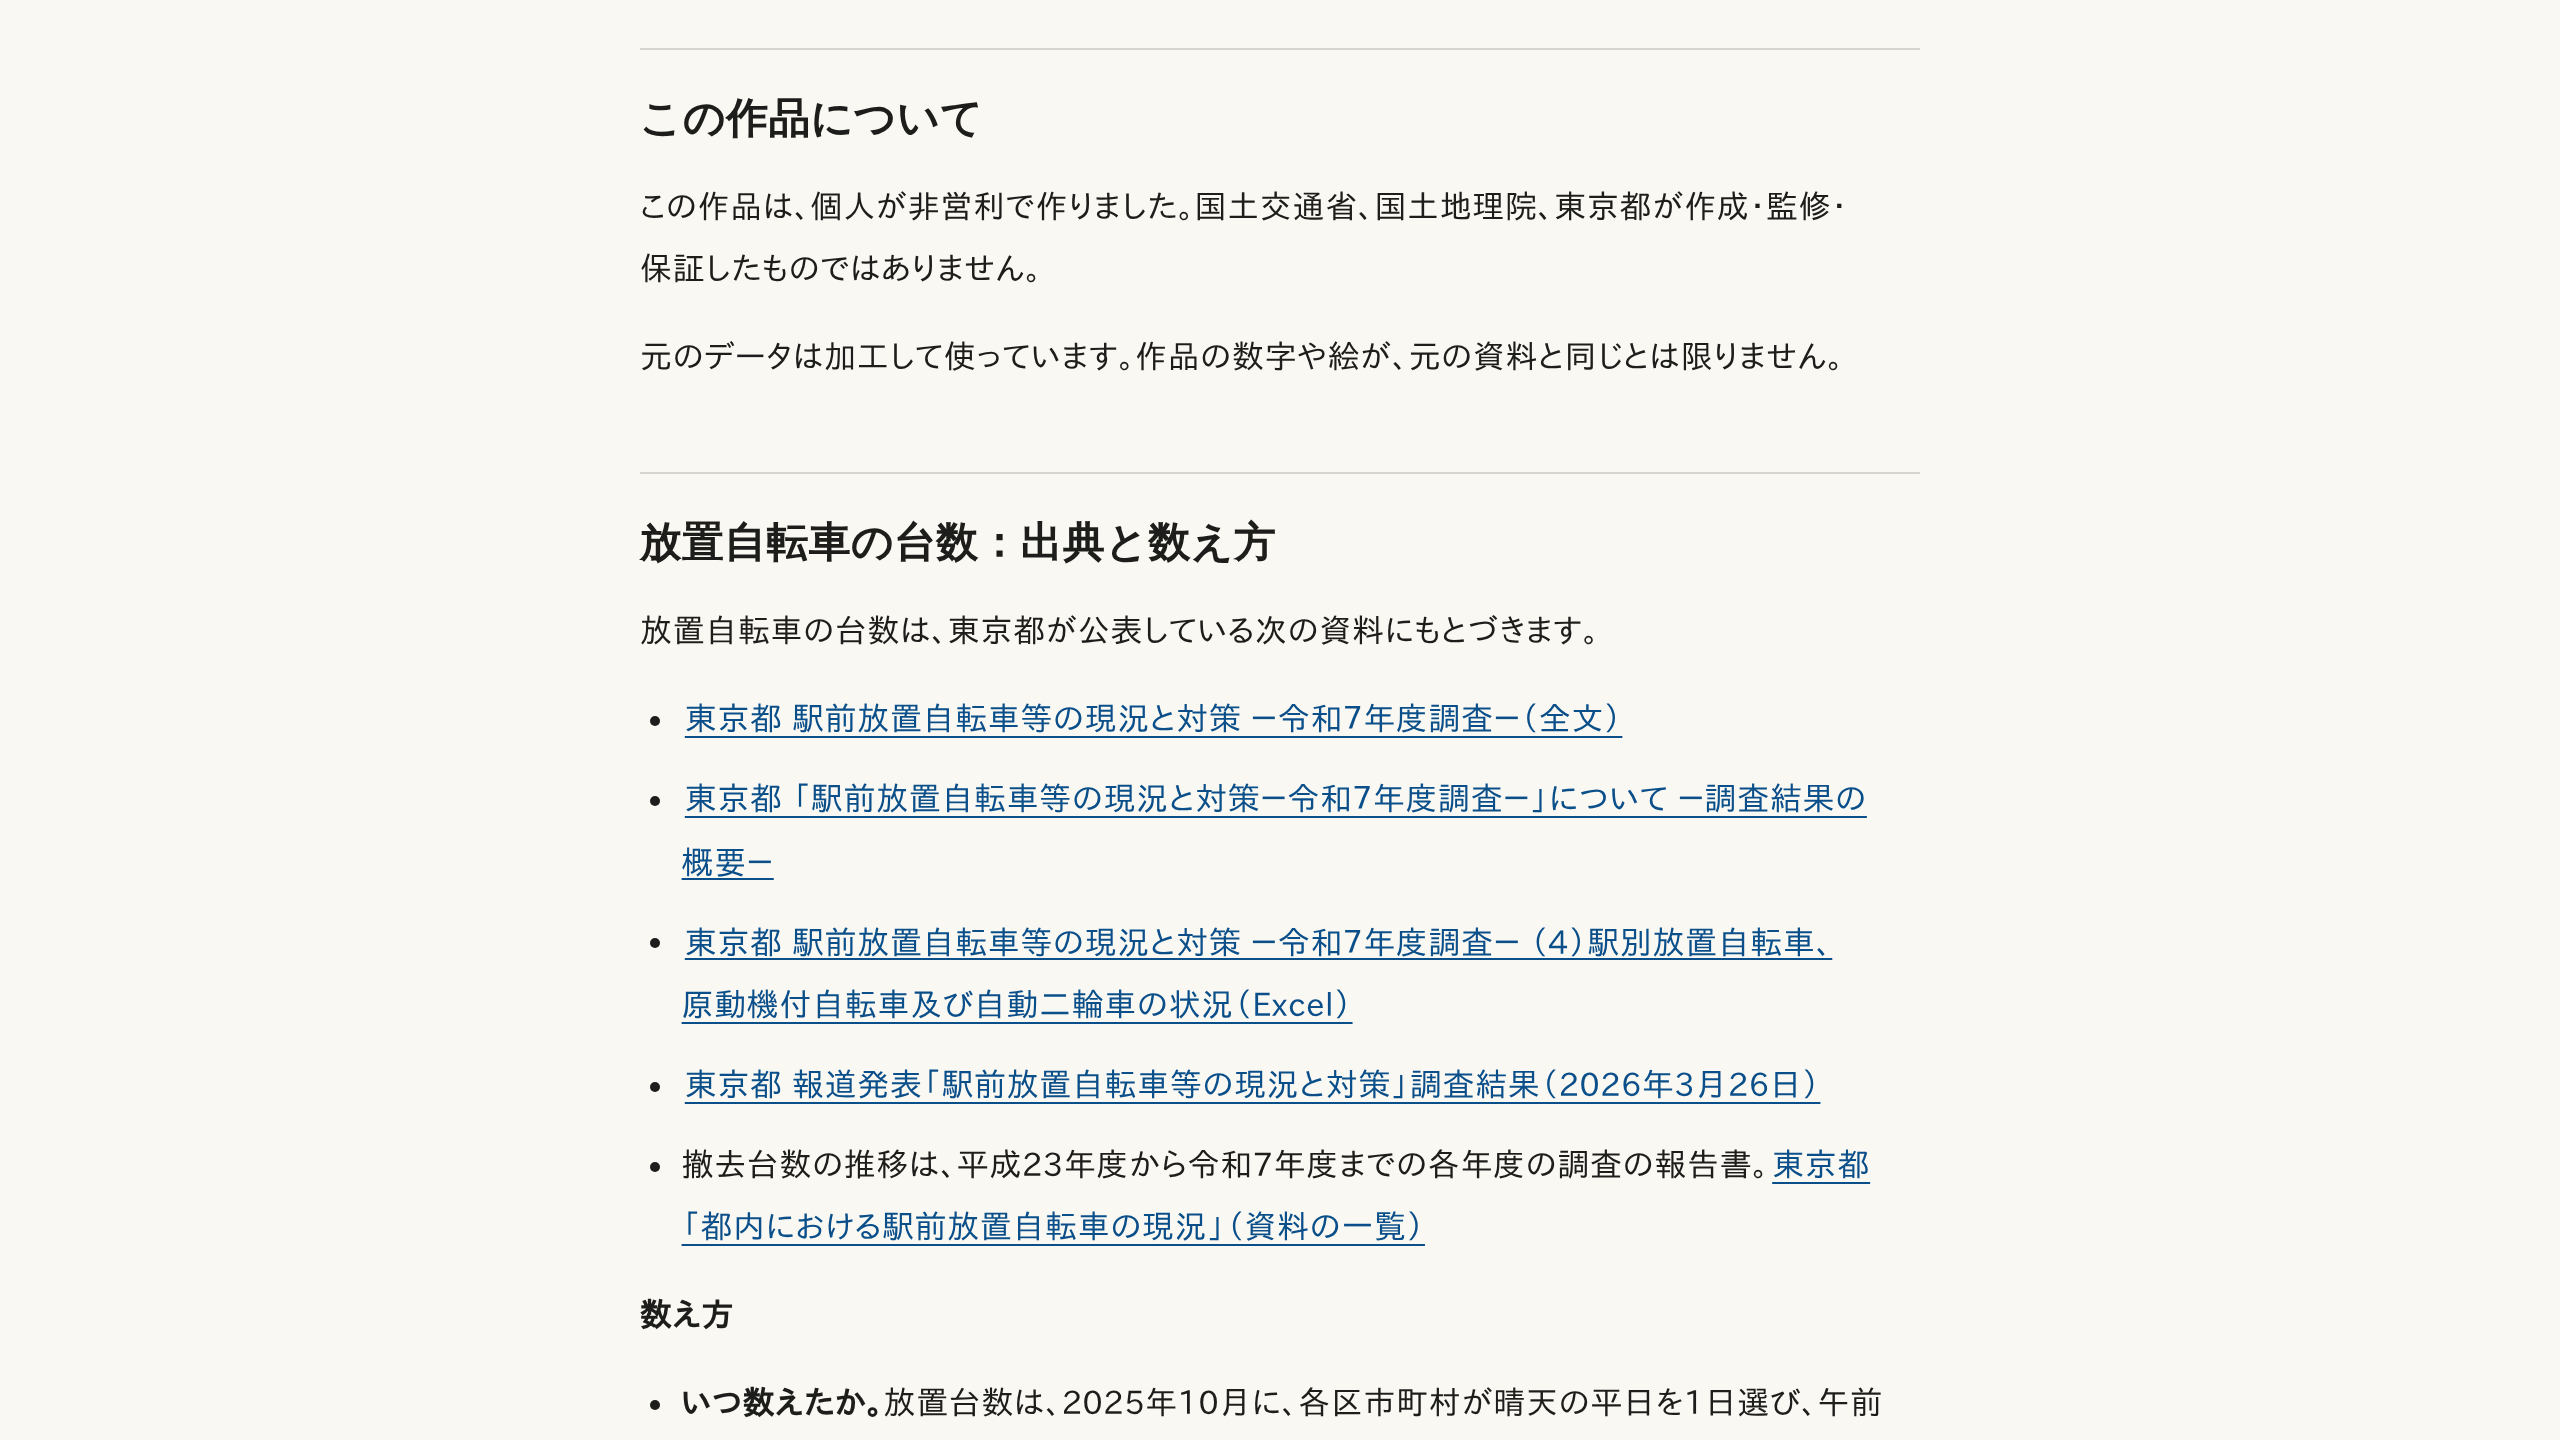 この作品について
この作品は、個人が非営利で作りました。国土交通省、国土地理院、東京都が作成・監修・
保証したものではありません。
元のデータは加工して使っています。作品の数字や絵が、元の資料と同じとは限りません。
放置自転車の台数：出典と数え方
放置自転車の台数は、東京都が公表している次の資料にもとづきます。
東京都 駅前放置自転車等の現況と対策 ー令和7年度調査ー（全文）
東京都「駅前放置自転車等の現況と対策ー令和7年度調査ー」について ー調査結果の
概要ー
東京都 駅前放置自転車等の現況と対策 ー令和7年度調査ー （4）駅別放置自転車、
原動機付自転車及び自動二輪車の状況（Excel）
東京都 報道発表「駅前放置自転車等の現況と対策」調査結果（2026年3月26日）
撤去台数の推移は、平成23年度から令和7年度までの各年度の調査の報告書。東京都
「都内における駅前放置自転車の現況」（資料の一覧）
数え方
いつ数えたか。放置台数は、2025年10月に、各区市町村が晴天の平日を1日選び、午前